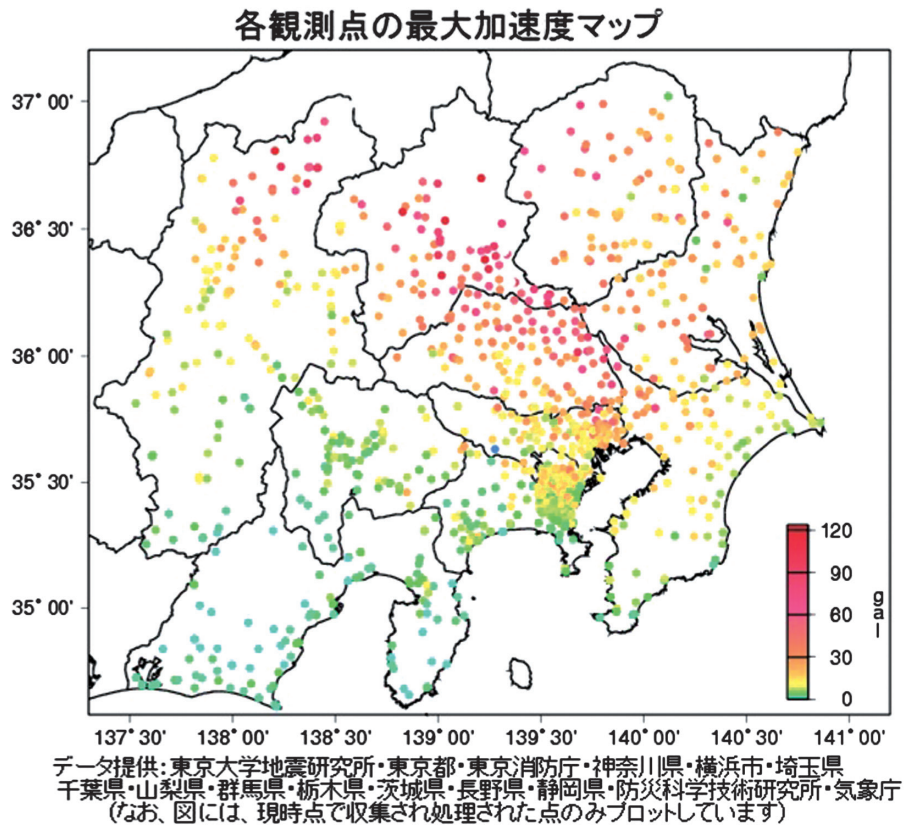 各観測点の最大加速度マップ
37° 00'
36° 30'
36° 00'
35° 30'
35° 00'
120
90
60
30
0
gal
137° 30' 138° 00' 138° 30' 139° 00' 139° 30' 140° 00' 140° 30' 141° 00'
データ提供：東京大学地震研究所・東京都・東京消防庁・神奈川県・横浜市・埼玉県
千葉県・山梨県・群馬県・栃木県・茨城県・長野県・静岡県・防災科学技術研究所・気象庁
（なお、図には、現時点で収集され処理された点のみプロットしています）